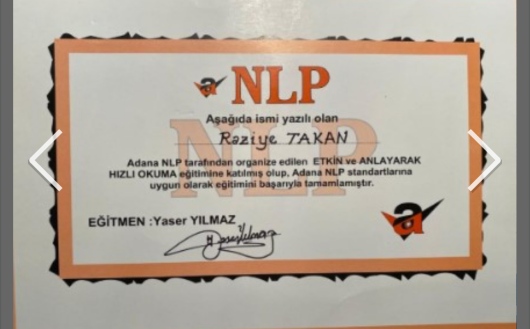 a NLP
Aşağıda ismi yazılı olan
Raziye TAKAN
Adana NLP tarafından organize edilen ETKİN ve ANLAYARAK
HIZLI OKUMA eğitimine katılmış olup, Adana NLP standartlarına
uygun olarak eğitimini başarıyla tamamlamıştır.
EĞİTMEN :Yaser YILMAZ
a